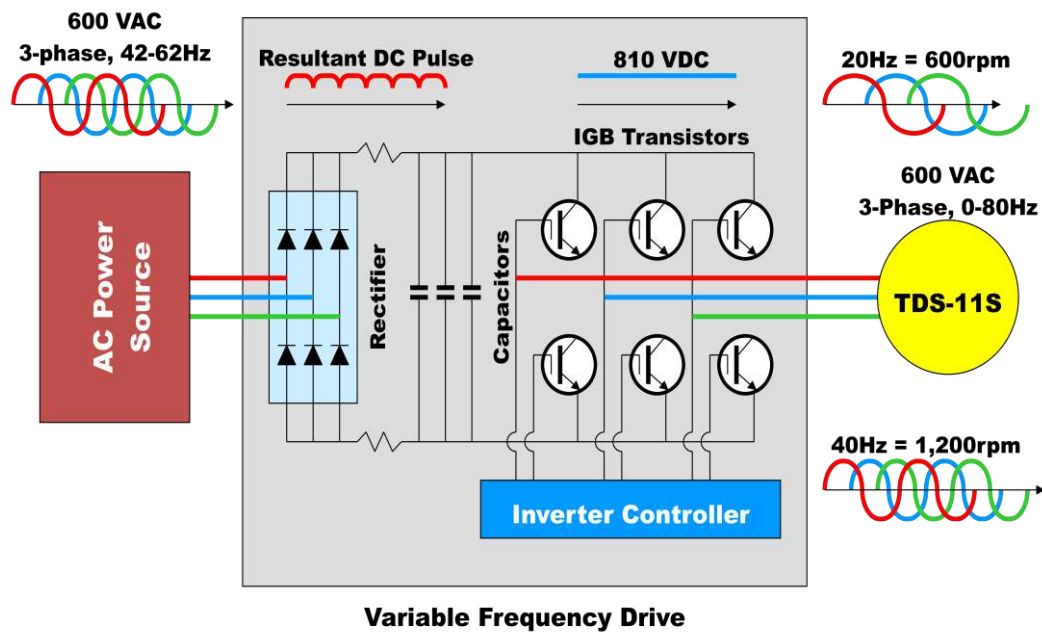 600 VAC
3-phase, 42-62Hz
Resultant DC Pulse
810 VDC
20Hz = 600rpm
IGB Transistors
600 VAC
3-Phase, 0-80Hz
AC Power
Source
Rectifier
Capacitors
TDS-11S
40Hz = 1,200rpm
Inverter Controller
Variable Frequency Drive